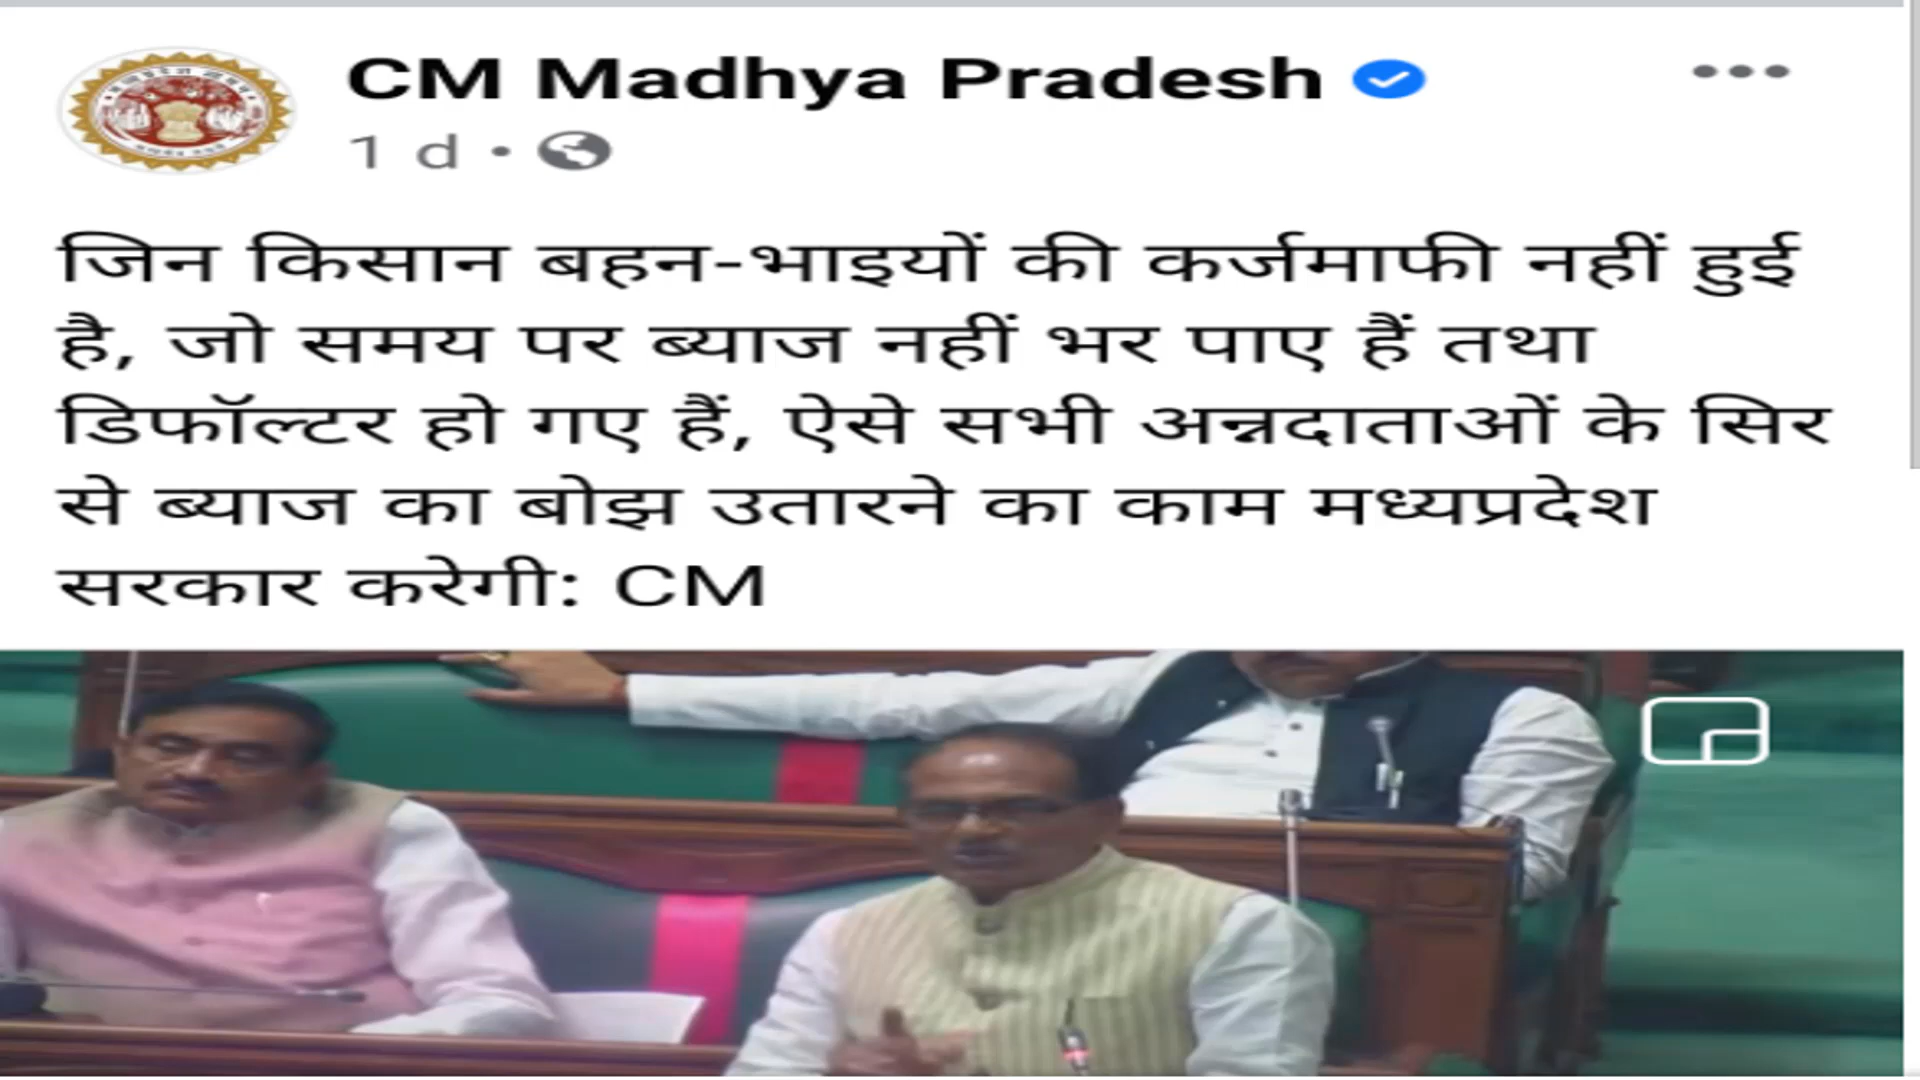 CM Madhya Pradesh
1 d
जिन किसान बहन-भाइयों की कर्जमाफी नहीं हुई
है, जो समय पर ब्याज नहीं भर पाए हैं तथा
डिफॉल्टर हो गए हैं, ऐसे सभी अन्नदाताओं के सिर
से ब्याज का बोझ उतारने का काम मध्यप्रदेश
सरकार करेगी: CM